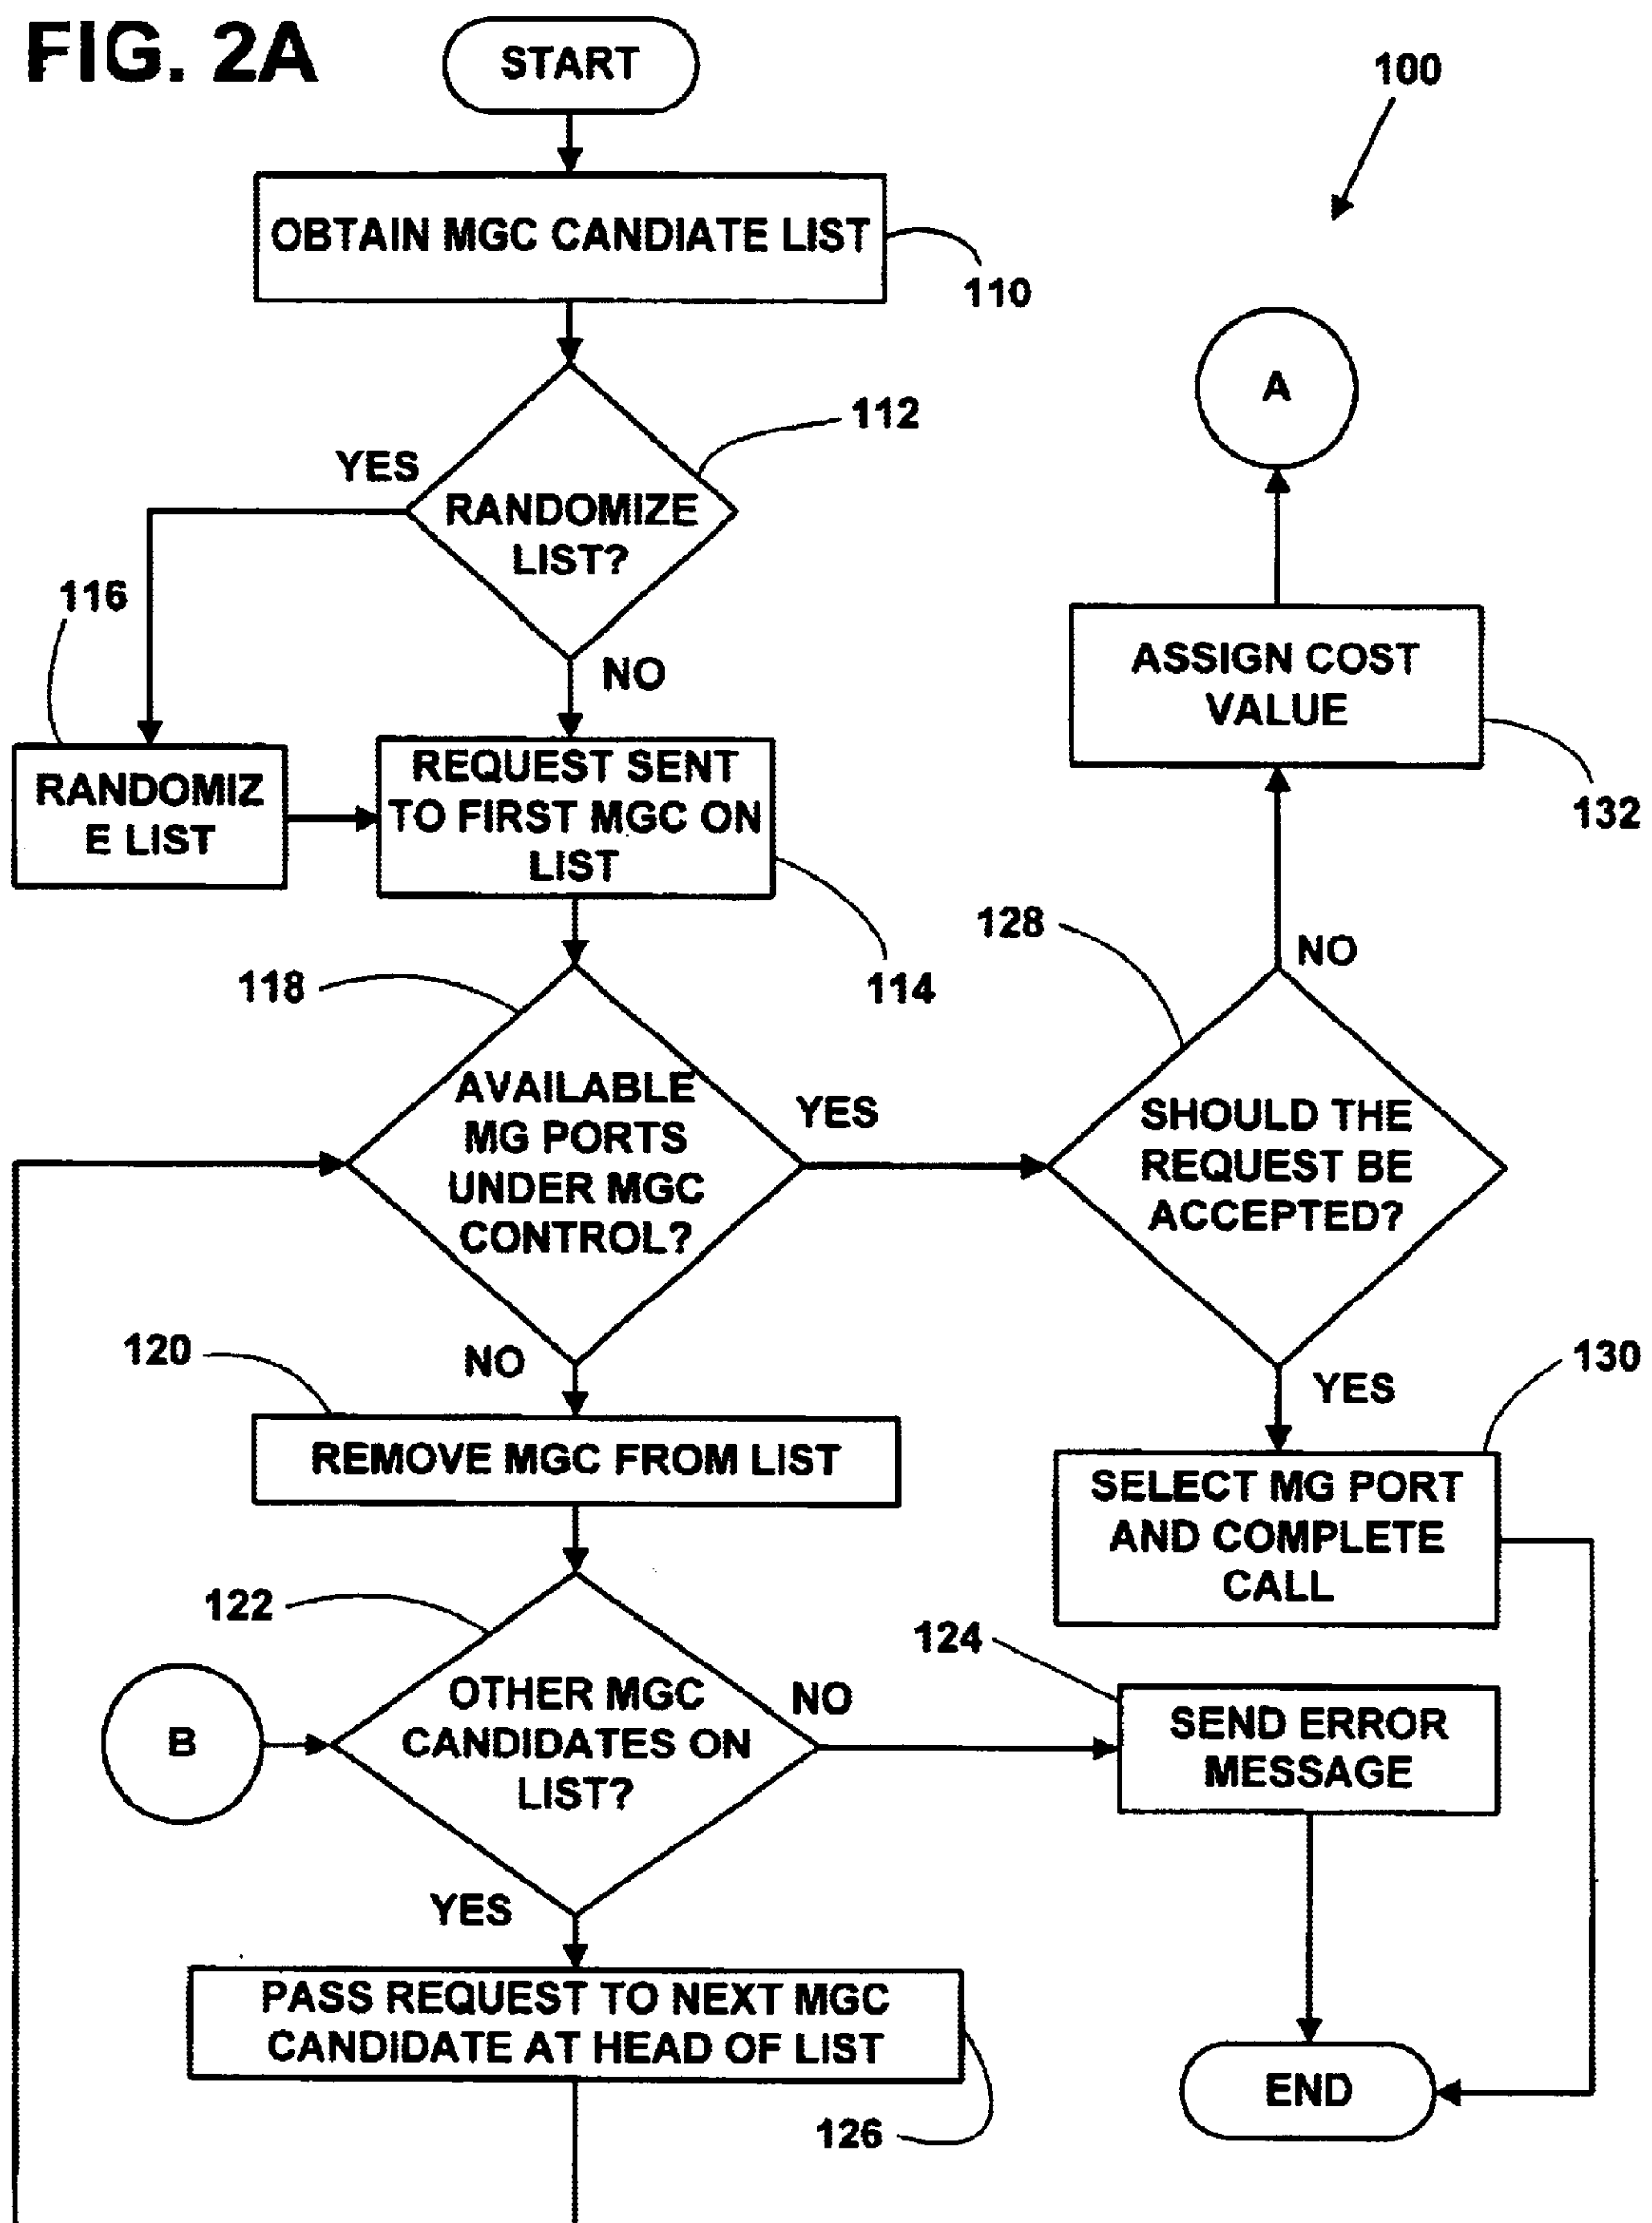 FIG. 2A
START
100
OBTAIN MGC CANDIATE LIST
110
A
112
YES
RANDOMIZE
LIST?
116
NO
ASSIGN COST
VALUE
132
RANDOMIZ
E LIST
REQUEST SENT
TO FIRST MGC ON
LIST
114
128
NO
118
AVAILABLE
MG PORTS
UNDER MGC
CONTROL?
YES
SHOULD THE
REQUEST BE
ACCEPTED?
120
NO
YES
130
REMOVE MGC FROM LIST
SELECT MG PORT
AND COMPLETE
CALL
122
124
B
OTHER MGC
CANDIDATES ON
LIST?
NO
SEND ERROR
MESSAGE
YES
PASS REQUEST TO NEXT MGC
CANDIDATE AT HEAD OF LIST
126
END